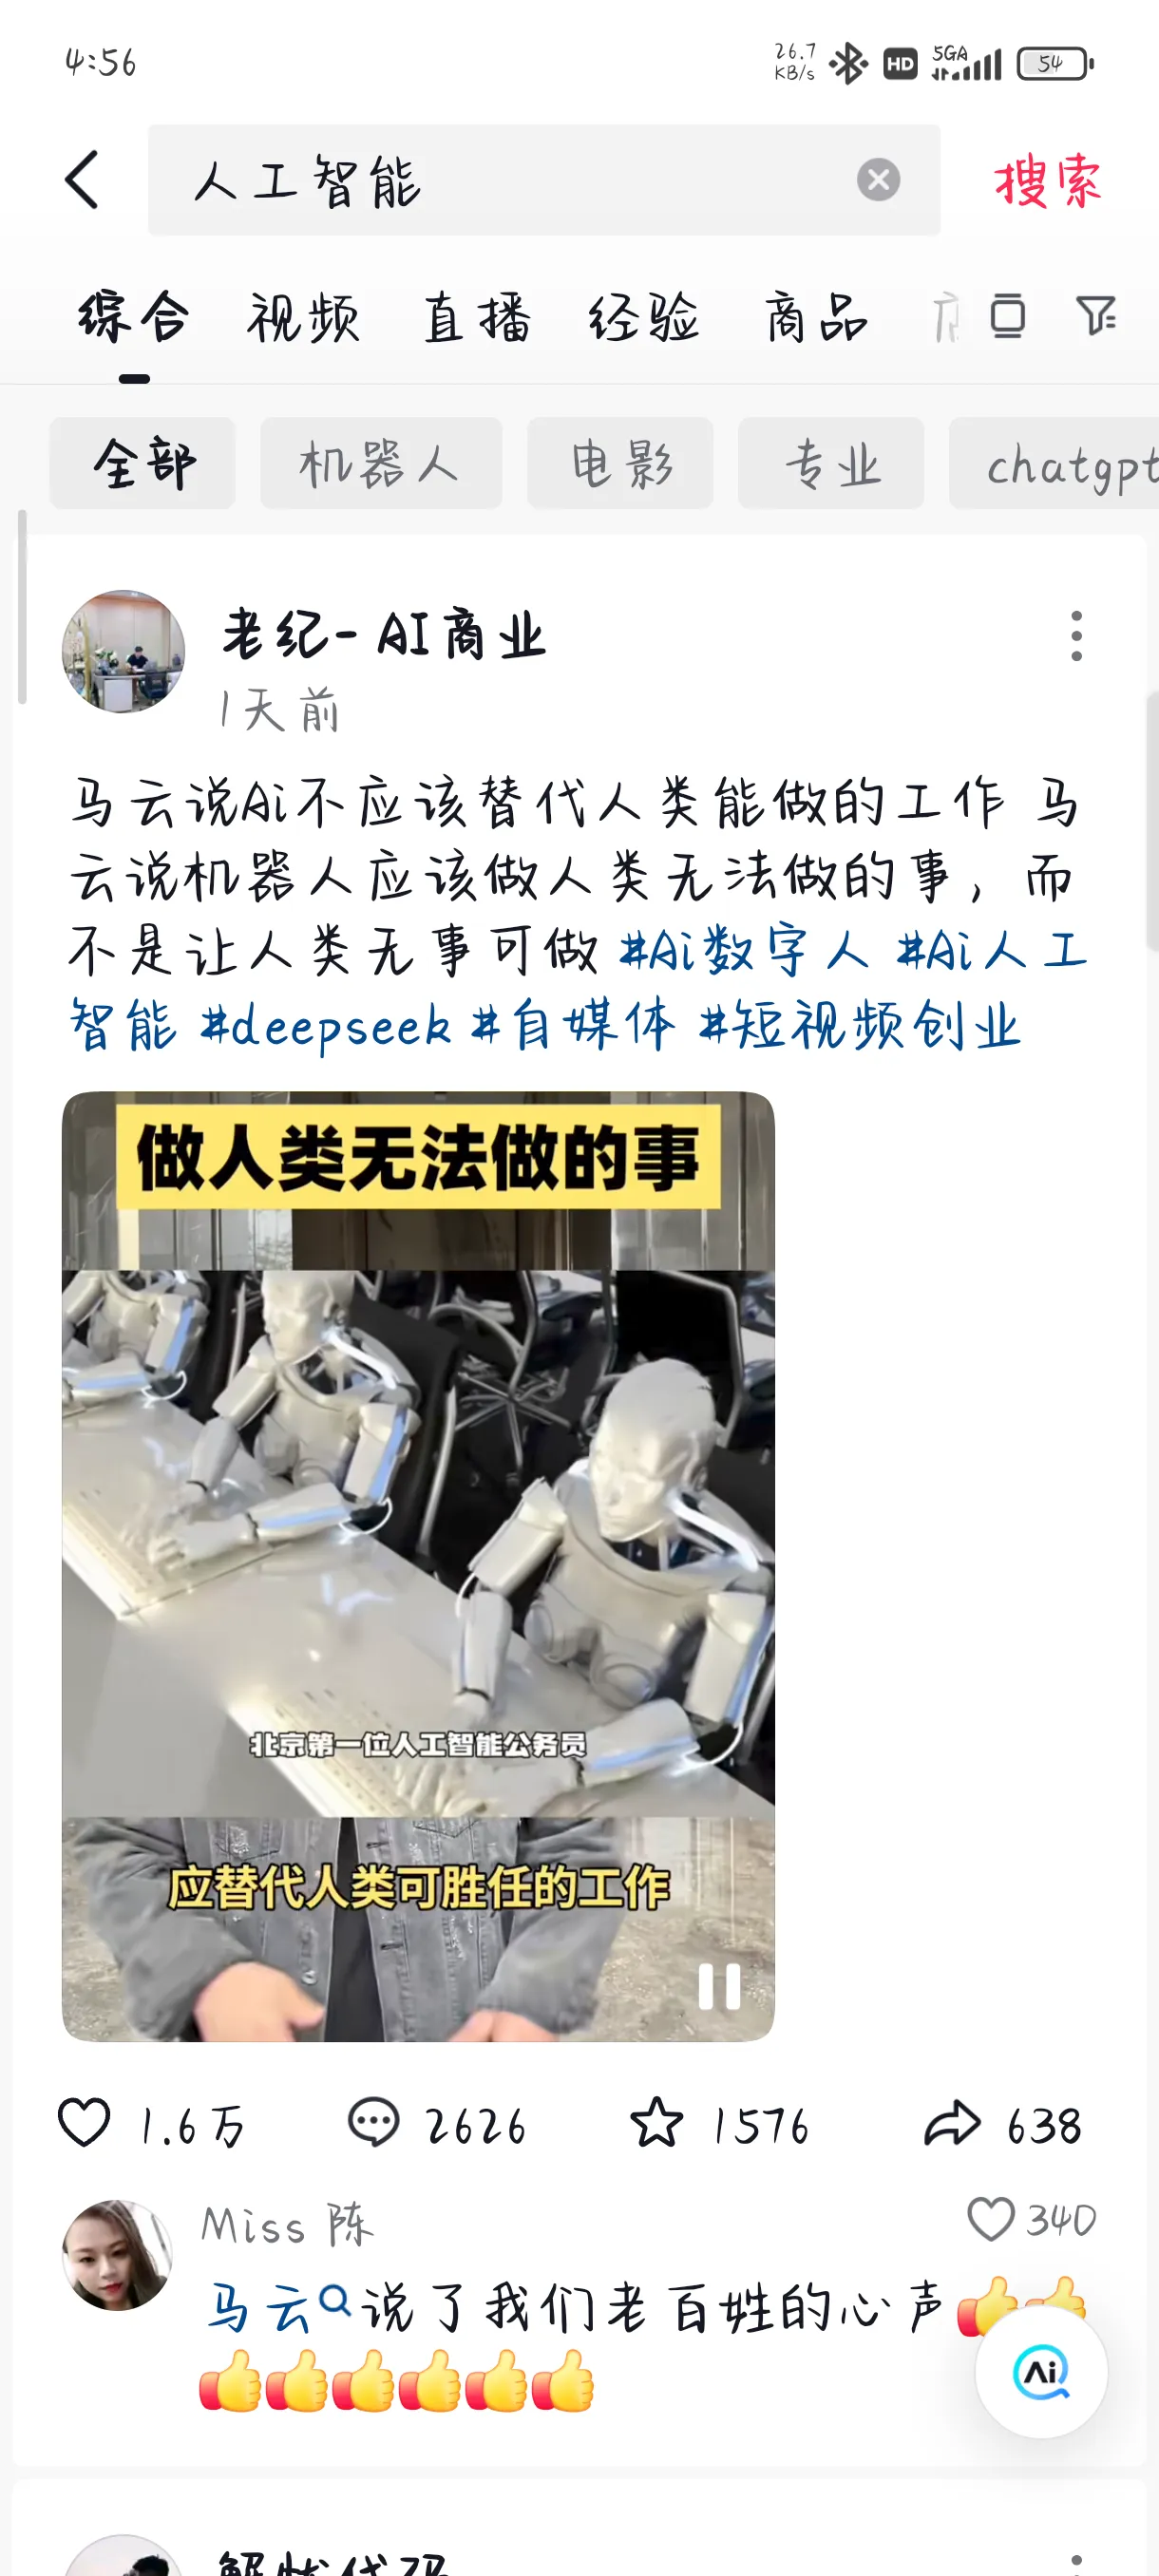 4:56
26.7
KB/s
HD
5GA
54
人工智能
搜索
综合 视频 直播 经验 商品
全部 机器人 电影 专业 chatgpt
老纪-AI商业
1天前
马云说Ai不应该替代人类能做的工作 马
云说机器人应该做人类无法做的事，而
不是让人类无事可做 #Ai数字人 #Ai人工
智能 #deepseek #自媒体 #短视频创业
做人类无法做的事
北京第一位人工智能公务员
应替代人类可胜任的工作
1.6万 2626 1576 638
Miss 陈
340
马云说了我们老百姓的心声👍👍
👍👍👍👍👍👍
Ai
解忧代码